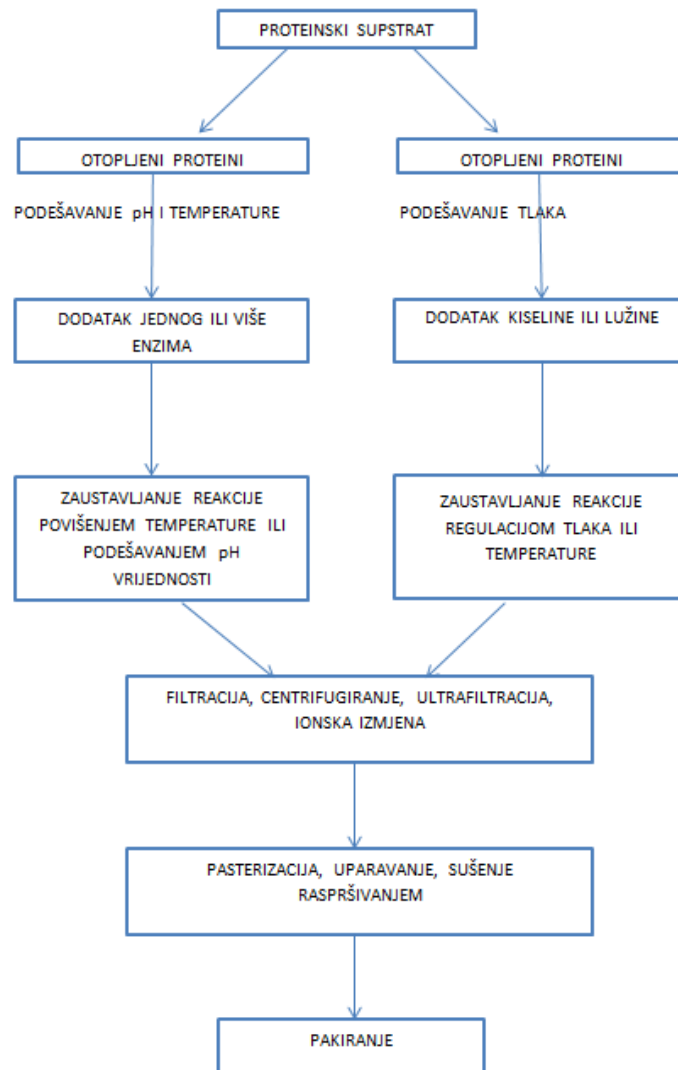 PROTEINSKI SUPSTRAT
OTOPLJENI PROTEINI
OTOPLJENI PROTEINI
PODEŠAVANJE pH I TEMPERATURE
PODEŠAVANJE TLAKA
DODATAK JEDNOG ILI VIŠE
ENZIMA
DODATAK KISELINE ILI LUŽINE
ZAUSTAVLJANJE REAKCIJE
POVIŠENJEM TEMPERATURE ILI
PODEŠAVANJEM pH
VRIJEDNOSTI
ZAUSTAVLJANJE REAKCIJE
REGULACIJOM TLAKA ILI
TEMPERATURE
FILTRACIJA, CENTRIFUGIRANJE, ULTRAFILTRACIJA,
IONSKA IZMJENA
PASTERIZACIJA, UPARAVANJE, SUŠENJE
RASPRŠIVANJEM
PAKIRANJE